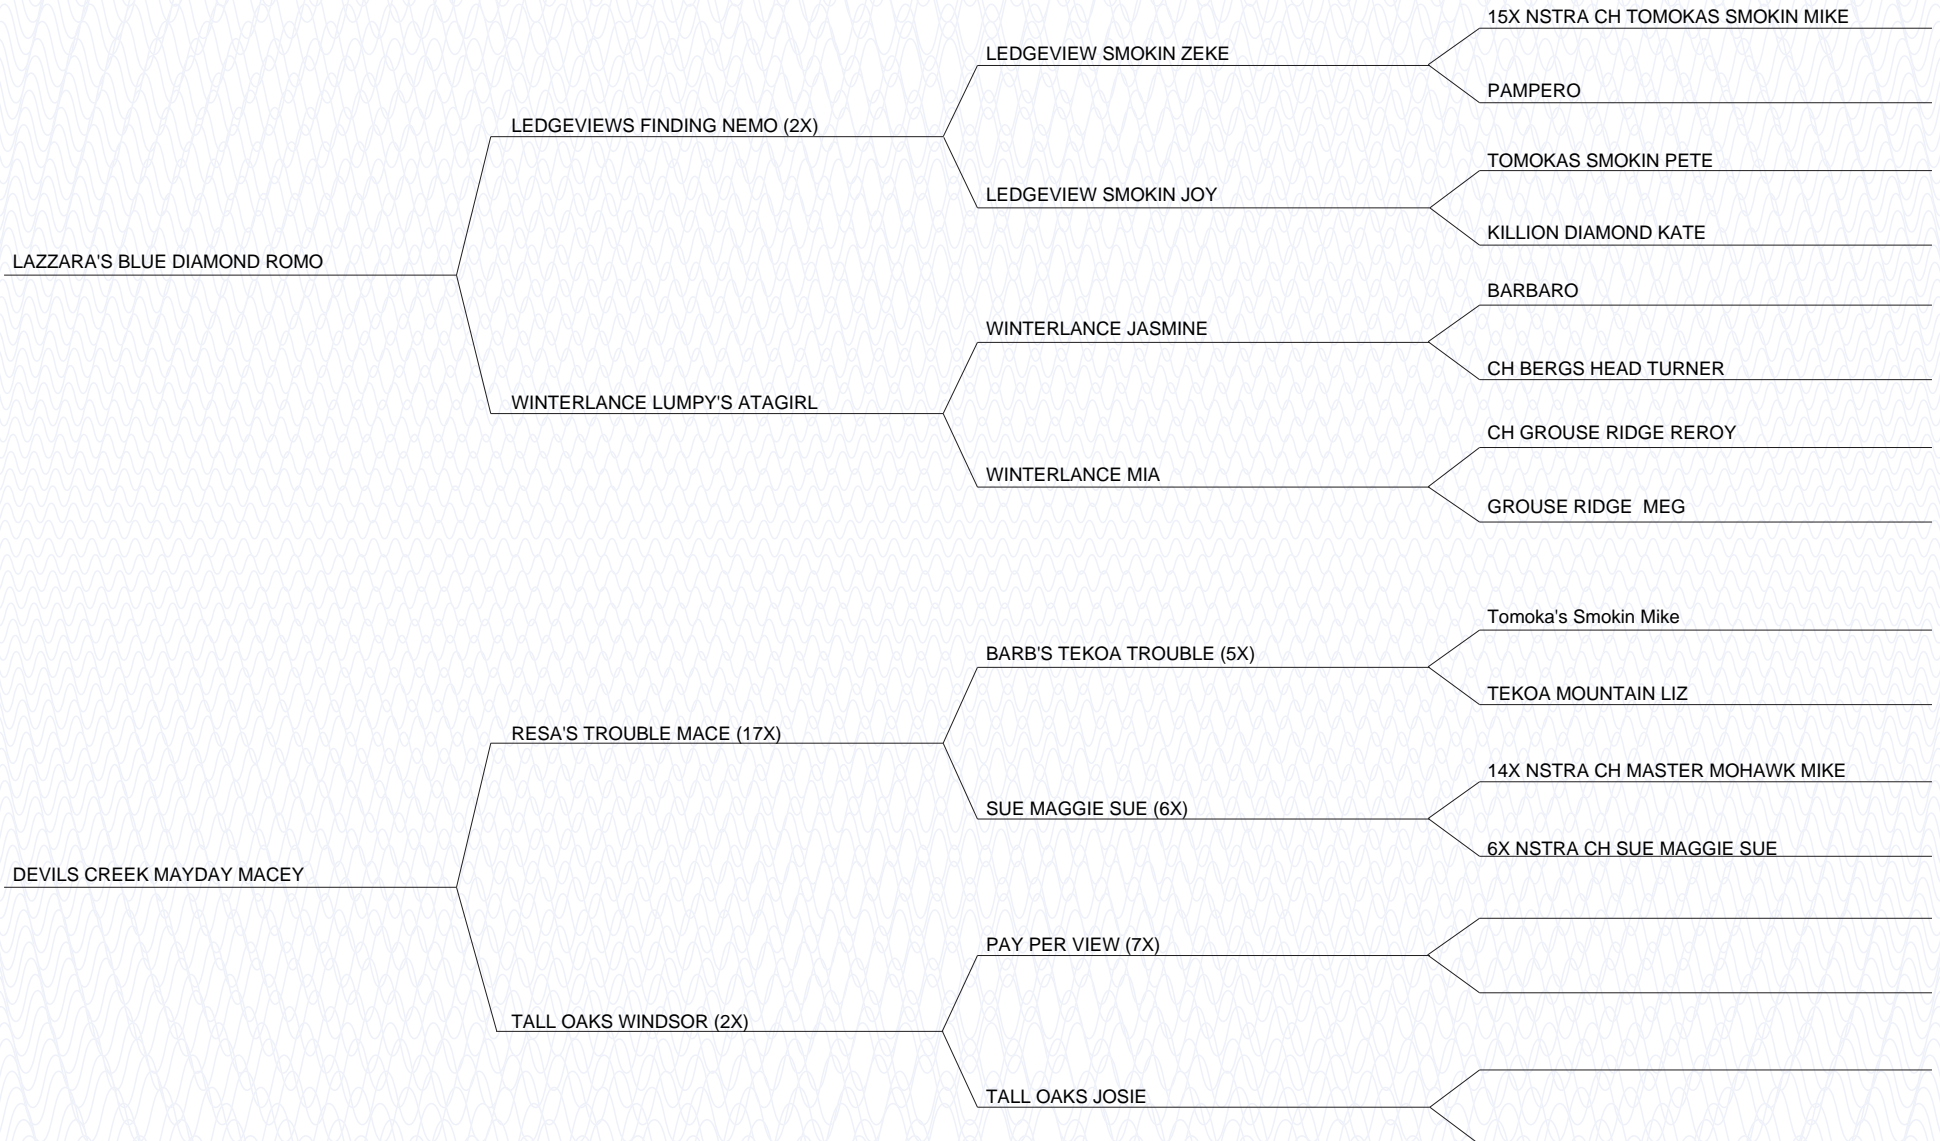 15X NSTRA CH TOMOKAS SMOKIN MIKE
LEDGEVIEW SMOKIN ZEKE
PAMPERO
LEDGEVIEWS FINDING NEMO (2X)
TOMOKAS SMOKIN PETE
LEDGEVIEW SMOKIN JOY
KILLION DIAMOND KATE
LAZZARA'S BLUE DIAMOND ROMO
BARBARO
WINTERLANCE JASMINE
CH BERGS HEAD TURNER
WINTERLANCE LUMPY'S ATAGIRL
CH GROUSE RIDGE REROY
WINTERLANCE MIA
GROUSE RIDGE  MEG
Tomoka's Smokin Mike
BARB'S TEKOA TROUBLE (5X)
TEKOA MOUNTAIN LIZ
RESA'S TROUBLE MACE (17X)
14X NSTRA CH MASTER MOHAWK MIKE
SUE MAGGIE SUE (6X)
6X NSTRA CH SUE MAGGIE SUE
DEVILS CREEK MAYDAY MACEY
PAY PER VIEW (7X)
TALL OAKS WINDSOR (2X)
TALL OAKS JOSIE